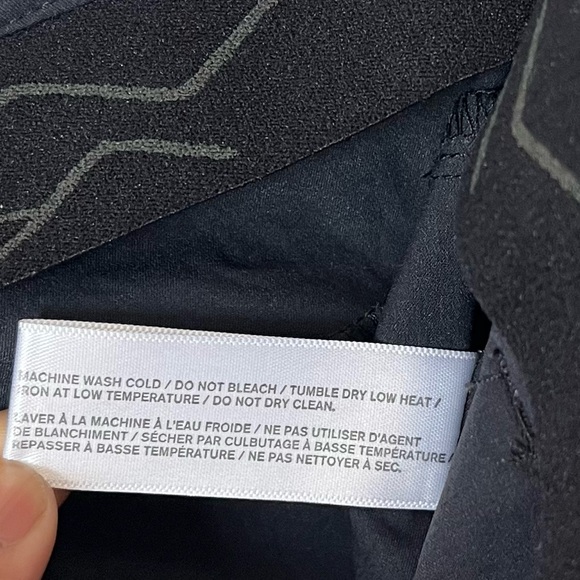 MACHINE WASH COLD / DO NOT BLEACH / TUMBLE DRY LOW HEAT /
IRON AT LOW TEMPERATURE / DO NOT DRY CLEAN.
LAVER À LA MACHINE À L'EAU FROIDE / NE PAS UTILISER D'AGENT
DE BLANCHIMENT / SÉCHER PAR CULBUTAGE À BASSE TEMPÉRATURE /
REPASSER À BASSE TEMPÉRATURE / NE PAS NETTOYER À SEC.